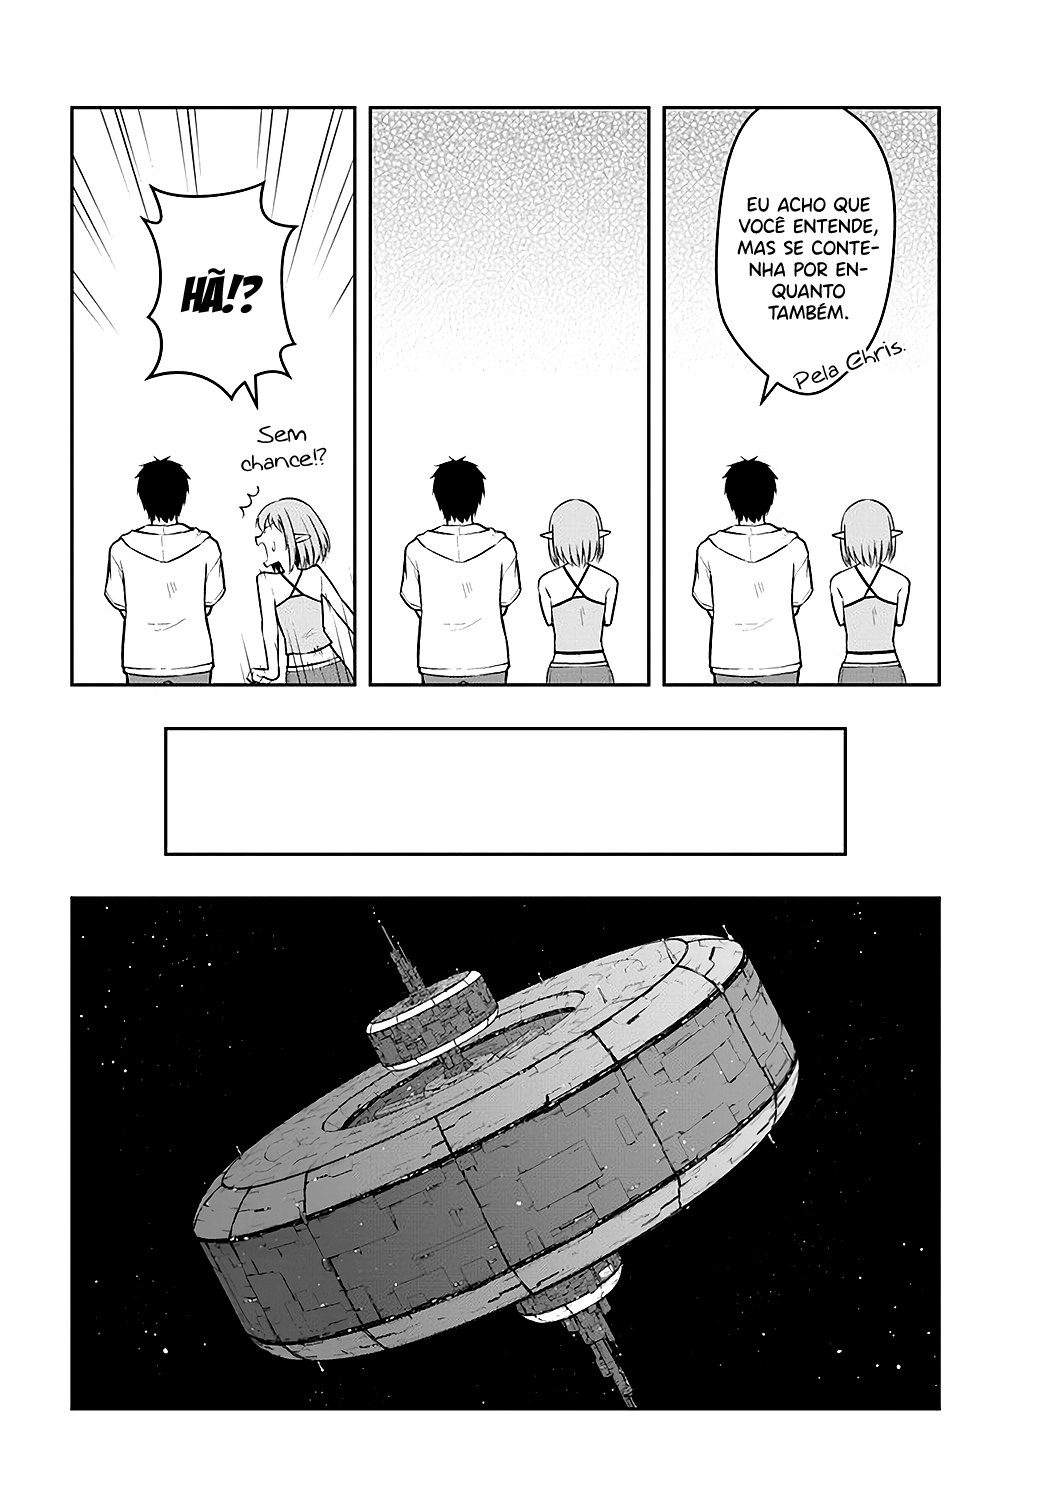 EU ACHO QUE
VOCÊ ENTENDE,
MAS SE CONTE-
NHA POR EN-
QUANTO
TAMBÉM.
Pela Chris.
HÃ!?
Sem
chance!?